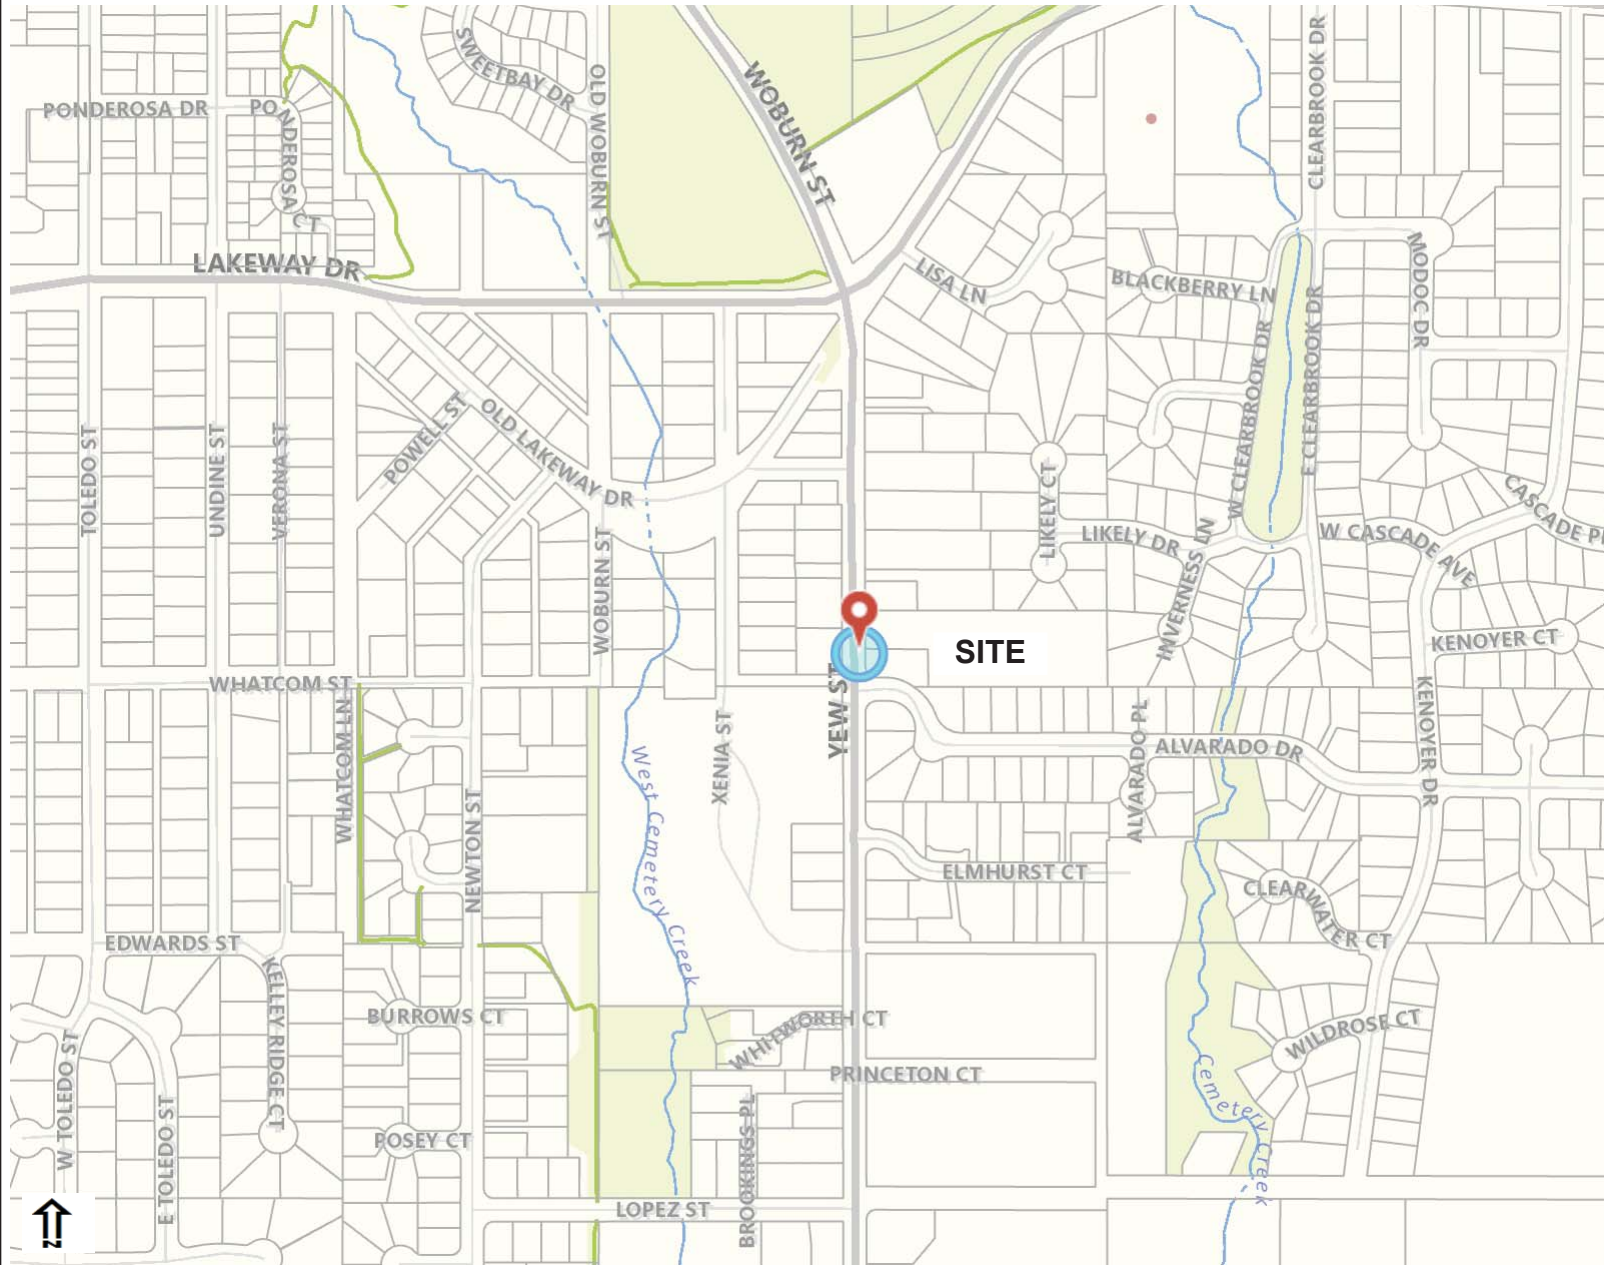 SWEETBAY DR
OLD WOBURN ST
WOBURN ST
CLEARBROOK DR
PONDEROSA DR
PONDEROSA CT
LAKEWAY DR
LISA LN
BLACKBERRY LN
MODOC DR
W CLEARBROOK DR
E CLEARBROOK DR
POWELL ST
OLD LAKEWAY DR
TOLEDO ST
UNDINE ST
VERONA ST
LIKELY CT
LIKELY DR
INVERNESS LN
W CASCADE AVE
CASCADE PL
WOBURN ST
SITE
KENOYER CT
WHATCOM ST
WHATCOM LN
YEW ST
XENIA ST
ALVARADO PL
ALVARADO DR
KENOYER DR
NEWTON ST
West Cemetery Creek
ELMHURST CT
CLEARWATER CT
EDWARDS ST
KELLEY RIDGE CT
BURROWS CT
WHITWORTH CT
WILDROSE CT
PRINCETON CT
W TOLEDO ST
E TOLEDO ST
POSEY CT
BROOKINGS PL
Cemetery Creek
LOPEZ ST
N